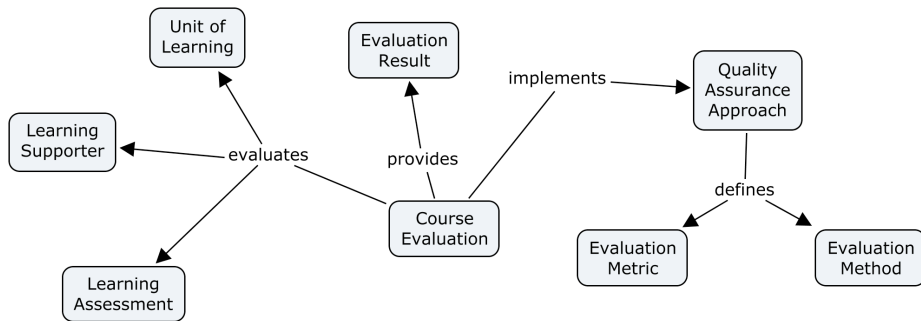 Unit of
Learning
Evaluation
Result
implements
Quality
Assurance
Approach
Learning
Supporter
evaluates
provides
defines
Course
Evaluation
Evaluation
Metric
Evaluation
Method
Learning
Assessment